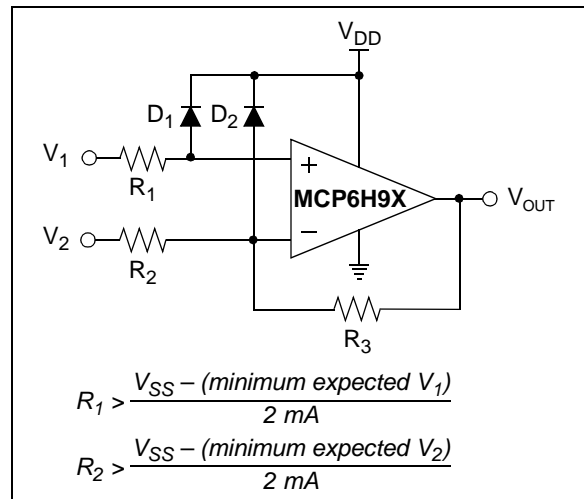 V_DD
D_1 D_2
V_1
R_1
+
MCP6H9X
V_OUT
V_2
–
R_2
R_3
R_1 > V_SS – (minimum expected V_1)
2 mA
R_2 > V_SS – (minimum expected V_2)
2 mA